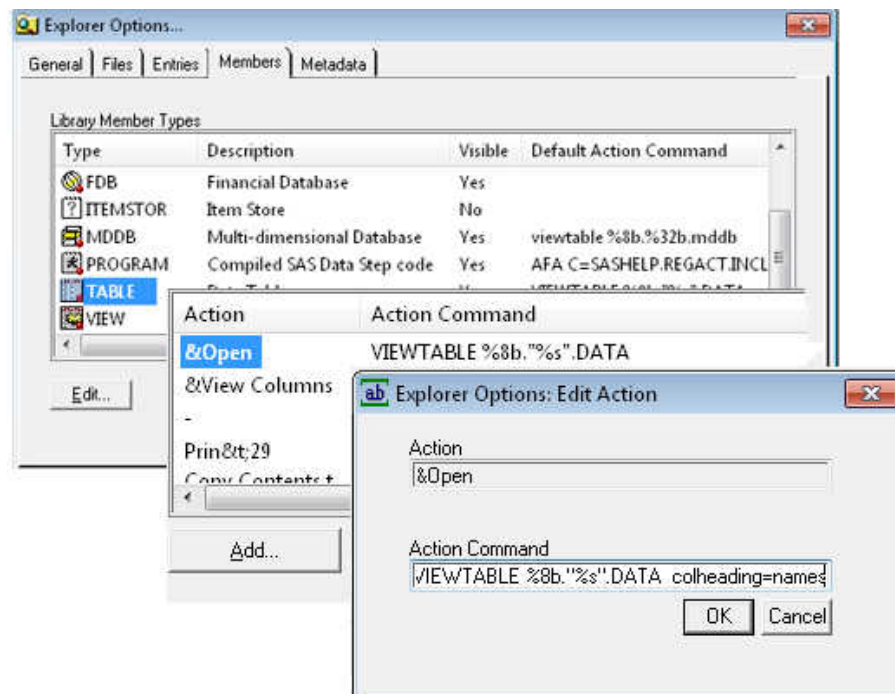 Explorer Options...
General Files Entries Members Metadata
Library Member Types
Type Description Visible Default Action Command
FDB Financial Database Yes
ITEMSTOR Item Store No
MDDB Multi-dimensional Database Yes viewtable %8b.%32b.mddb
PROGRAM Compiled SAS Data Step code Yes AFA C=SASHELP.REGACT.INCL
TABLE
VIEW
Edit...
Action Action Command
&Open VIEWTABLE %8b."%s".DATA
&View Columns
-
Prin&t;29
Copy Contents t
Add...
ab Explorer Options: Edit Action
Action
&Open
Action Command
VIEWTABLE %8b."%s".DATA colheading=names
OK Cancel